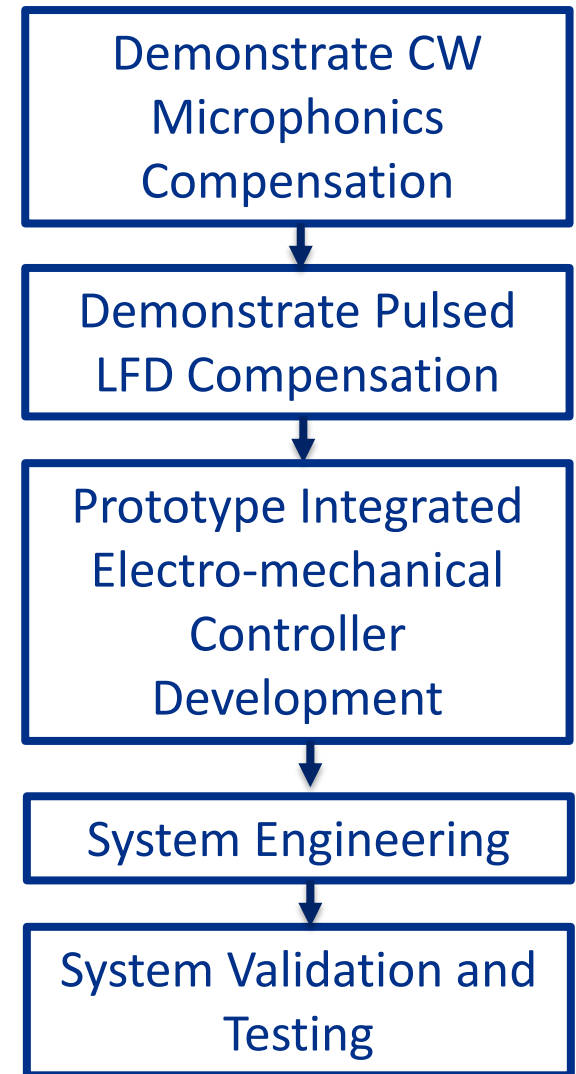 Demonstrate CW
Microphonics
Compensation
Demonstrate Pulsed
LFD Compensation
Prototype Integrated
Electro-mechanical
Controller
Development
System Engineering
System Validation and
Testing